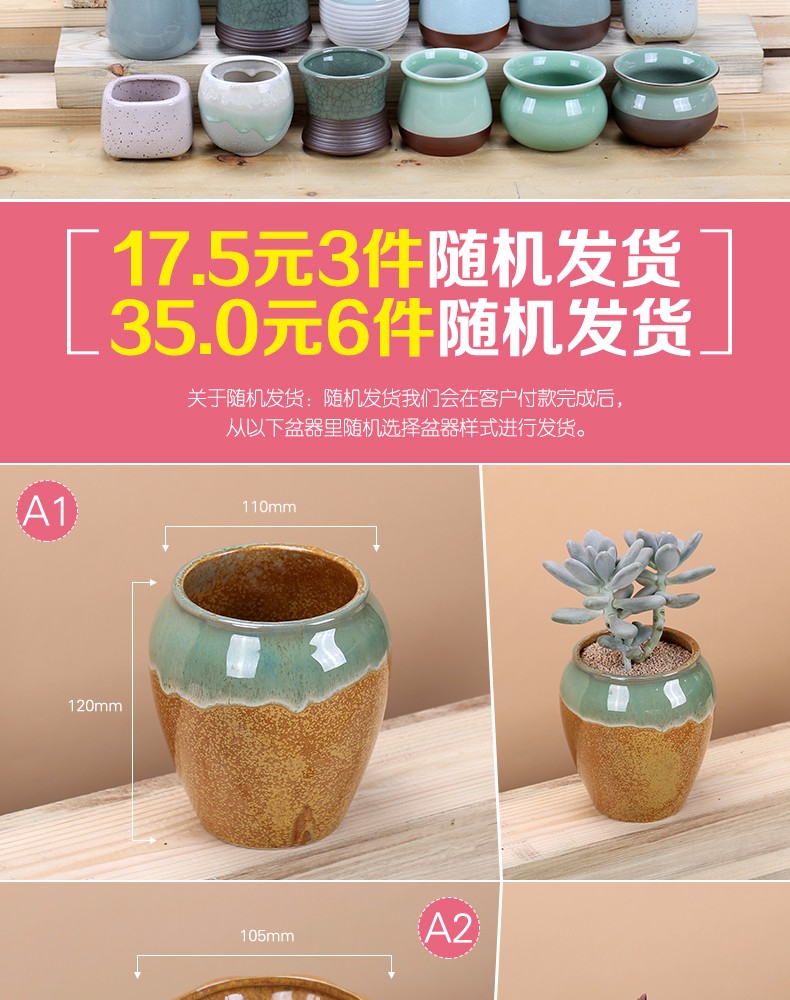 17.5元3件随机发货
35.0元6件随机发货
关于随机发货：随机发货我们会在客户付款完成后，
从以下盆器里随机选择盆器样式进行发货。
A1
110mm
120mm
A2
105mm